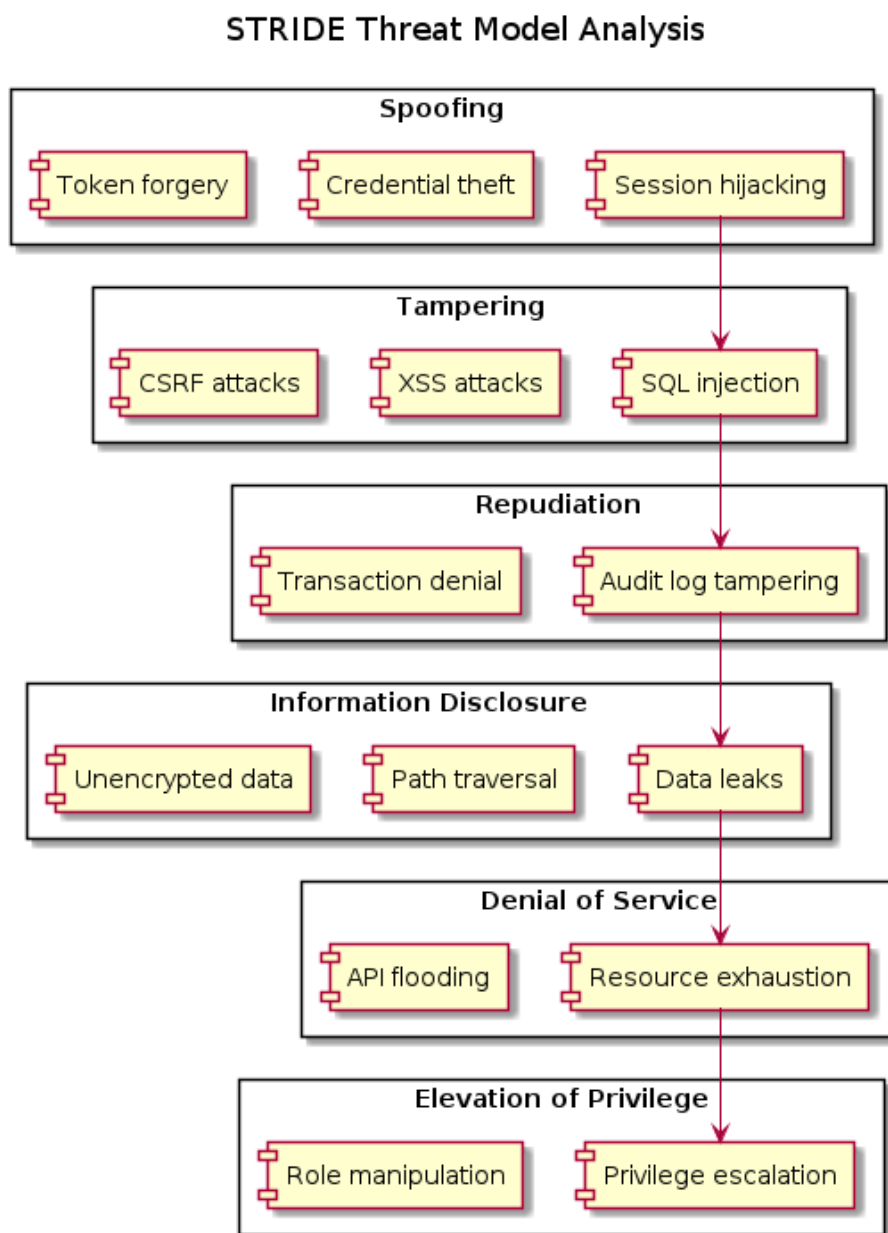 STRIDE Threat Model Analysis
Spoofing
Token forgery
Credential theft
Session hijacking
Tampering
CSRF attacks
XSS attacks
SQL injection
Repudiation
Transaction denial
Audit log tampering
Information Disclosure
Unencrypted data
Path traversal
Data leaks
Denial of Service
API flooding
Resource exhaustion
Elevation of Privilege
Role manipulation
Privilege escalation